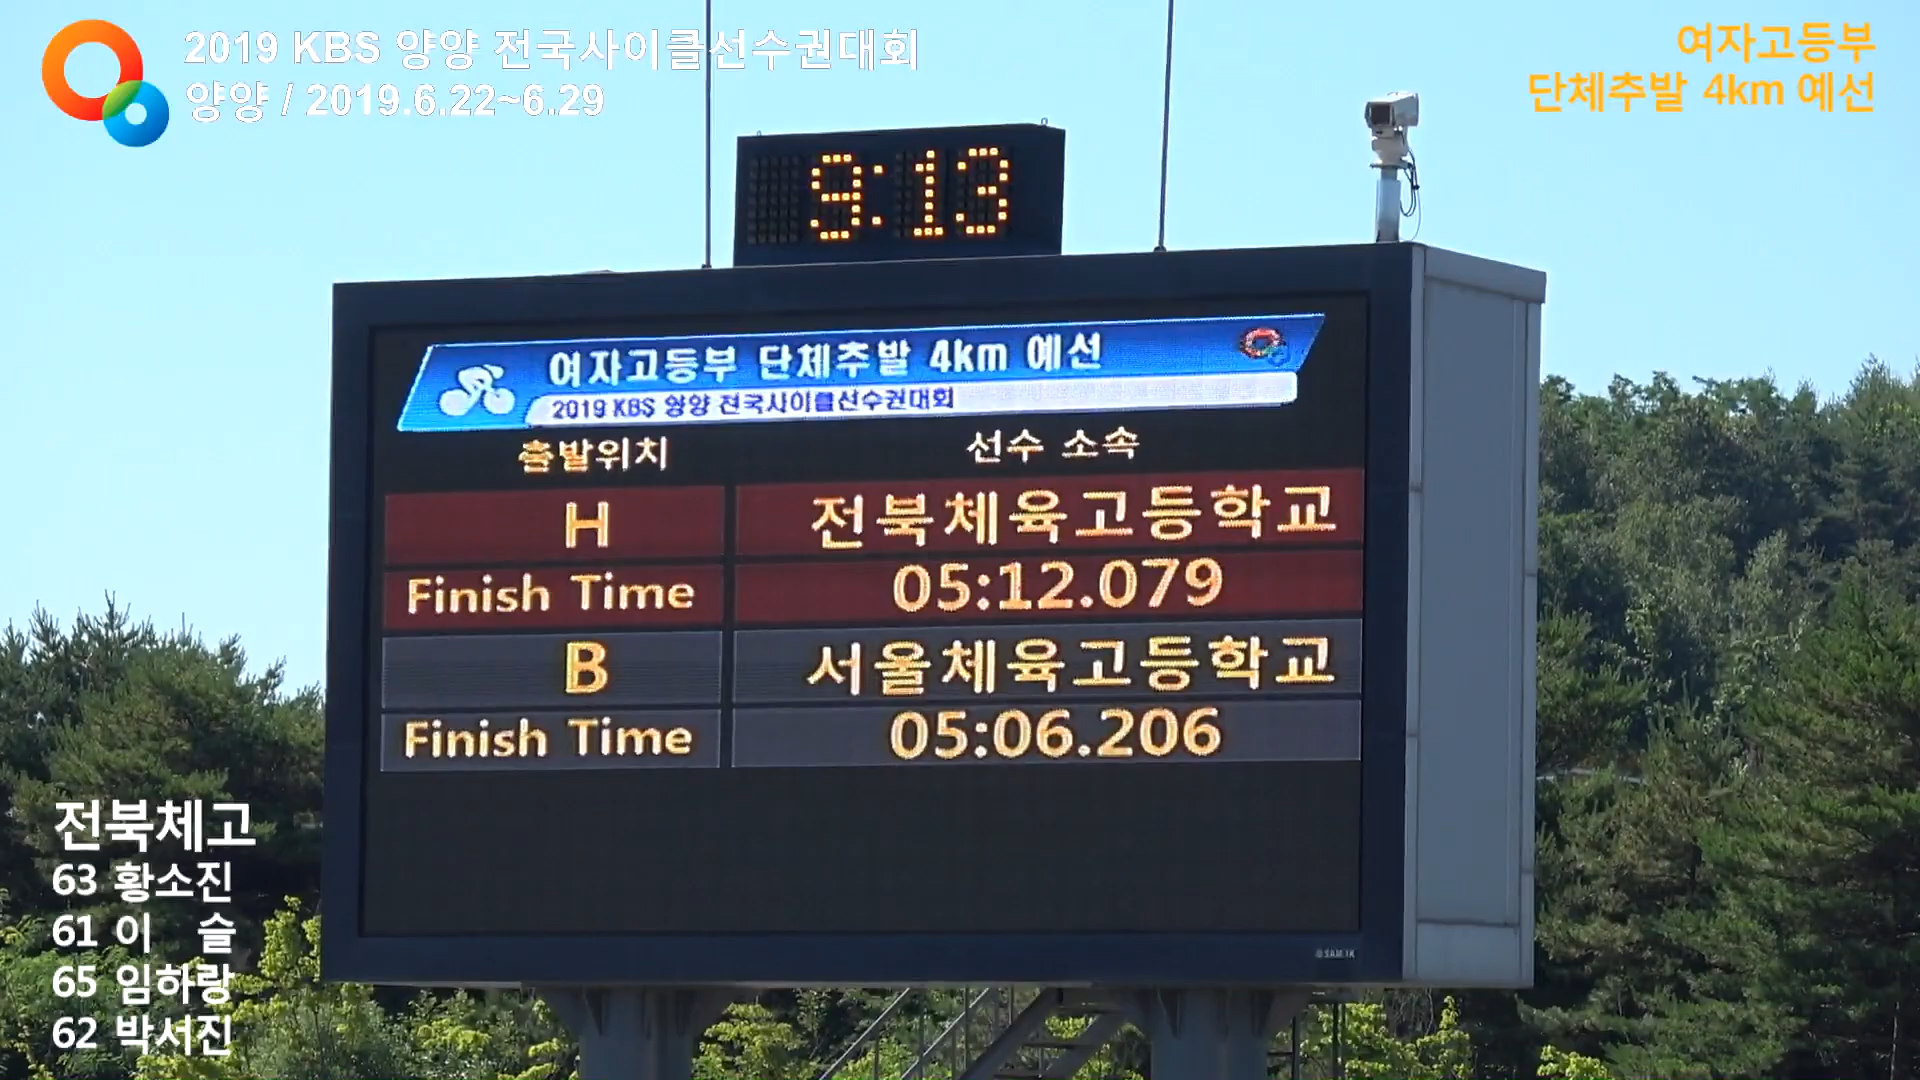 2019 KBS 양양 전국사이클선수권대회
양양 / 2019.6.22~6.29
여자고등부
단체추발 4km 예선
9:13
여자고등부 단체추발 4km 예선
2019 KBS 양양 전국사이클선수권대회
출발위치 선수 소속
H 전북체육고등학교
Finish Time 05:12.079
B 서울체육고등학교
Finish Time 05:06.206
전북체고
63 황소진
61 이 슬
65 임하랑
62 박서진